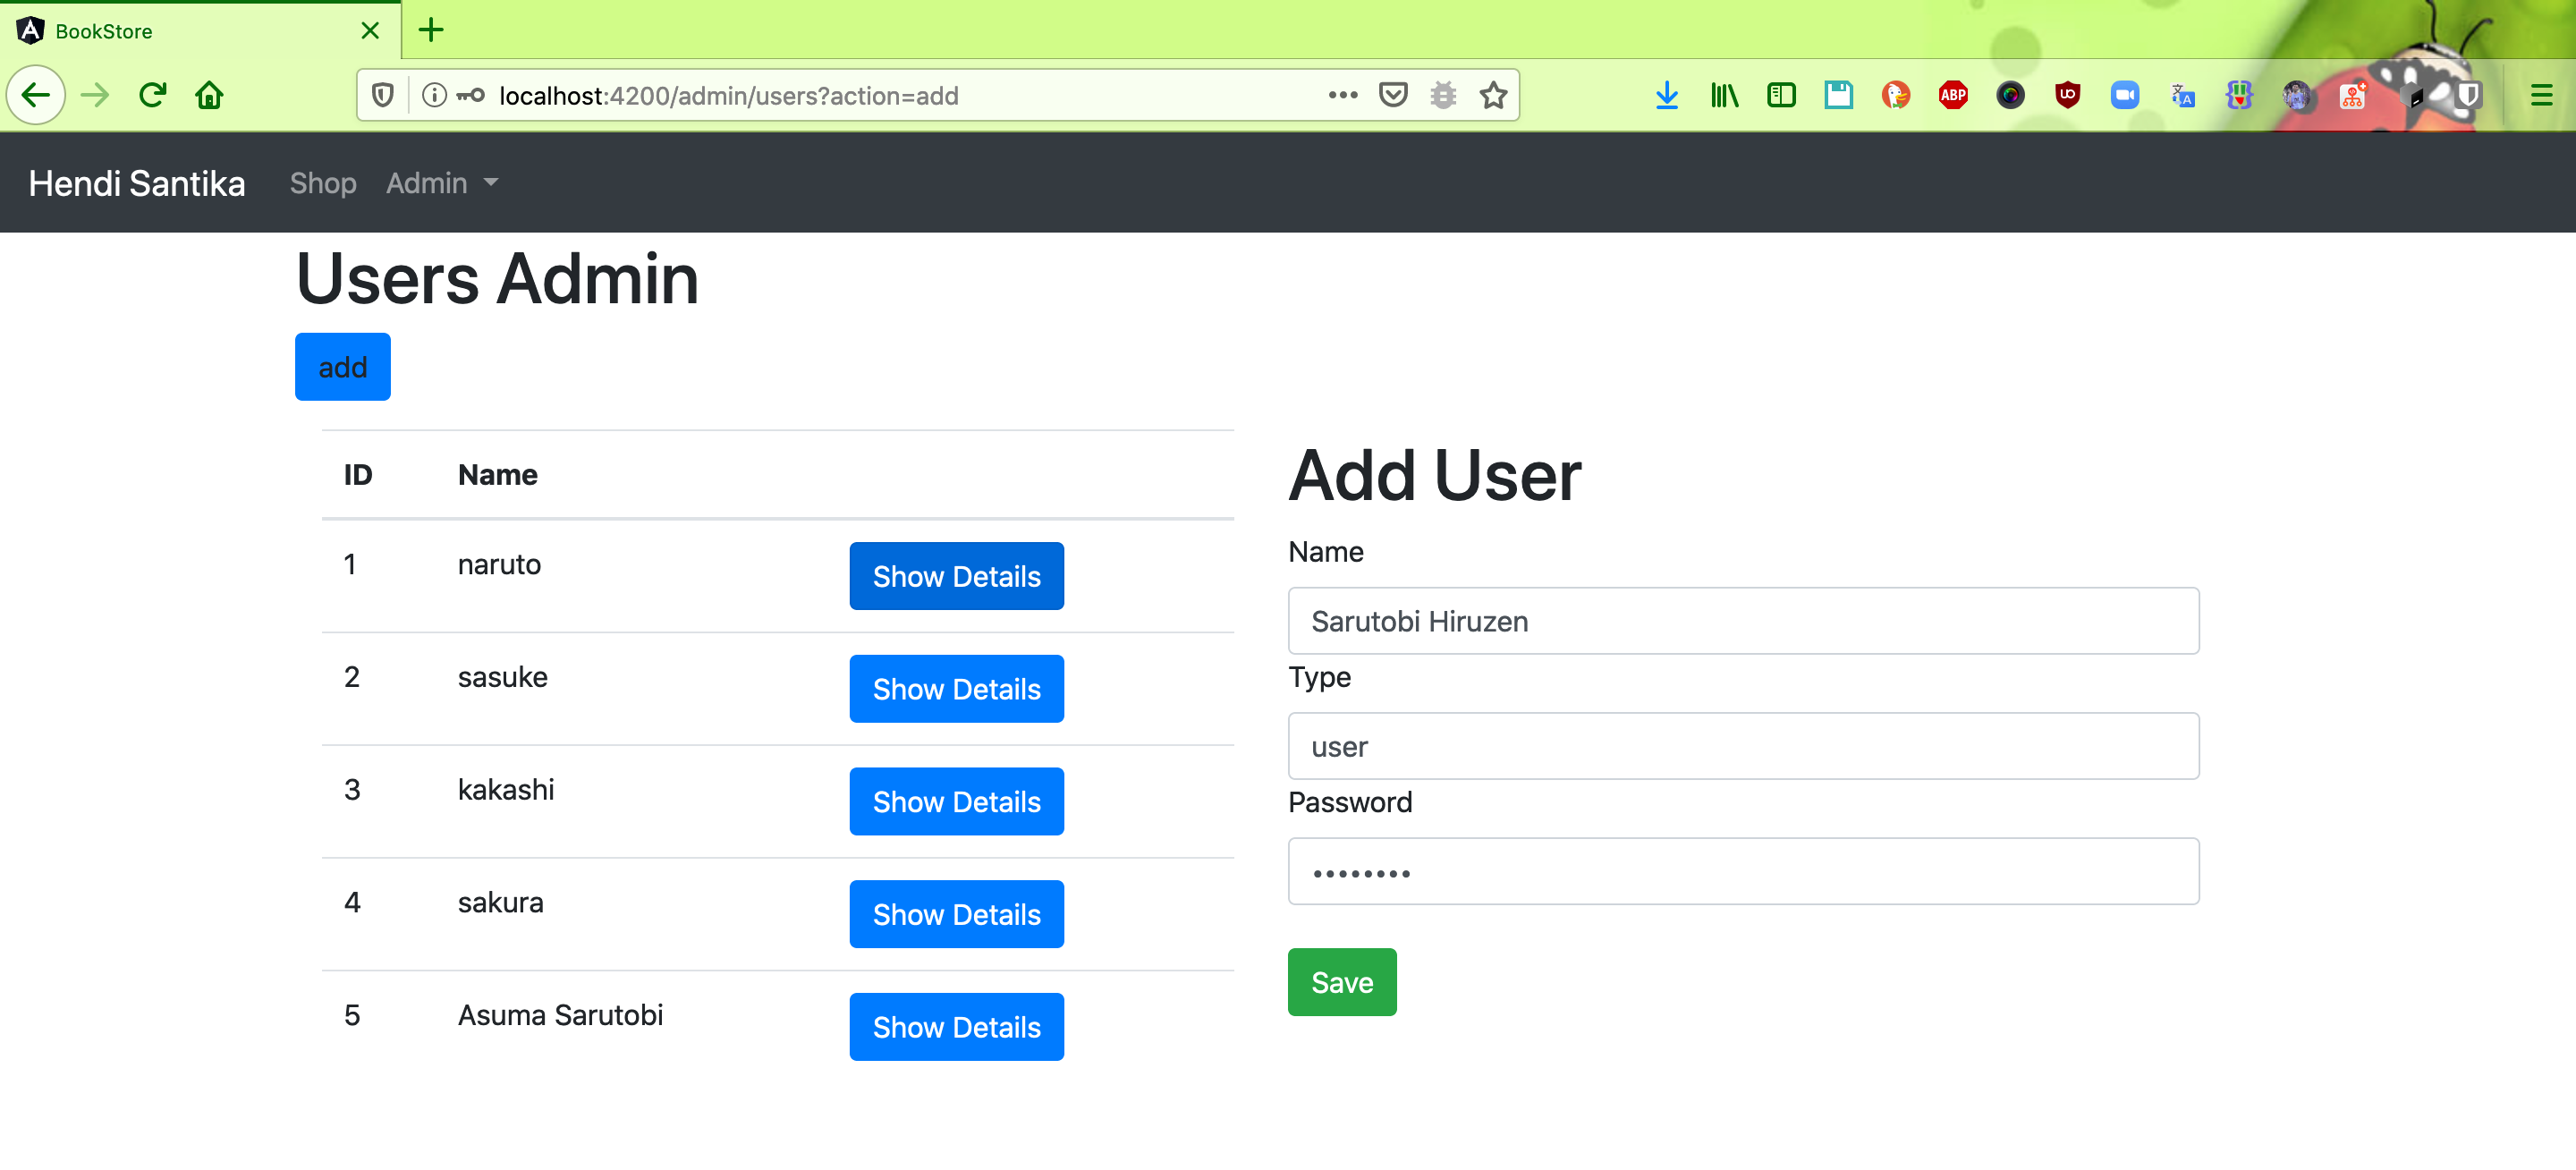 BookStore
localhost:4200/admin/users?action=add
ABP
Hendi Santika Shop Admin
Users Admin
add
ID Name
1 naruto Show Details
2 sasuke Show Details
3 kakashi Show Details
4 sakura Show Details
5 Asuma Sarutobi Show Details
Add User
Name
Sarutobi Hiruzen
Type
user
Password
••••••••
Save